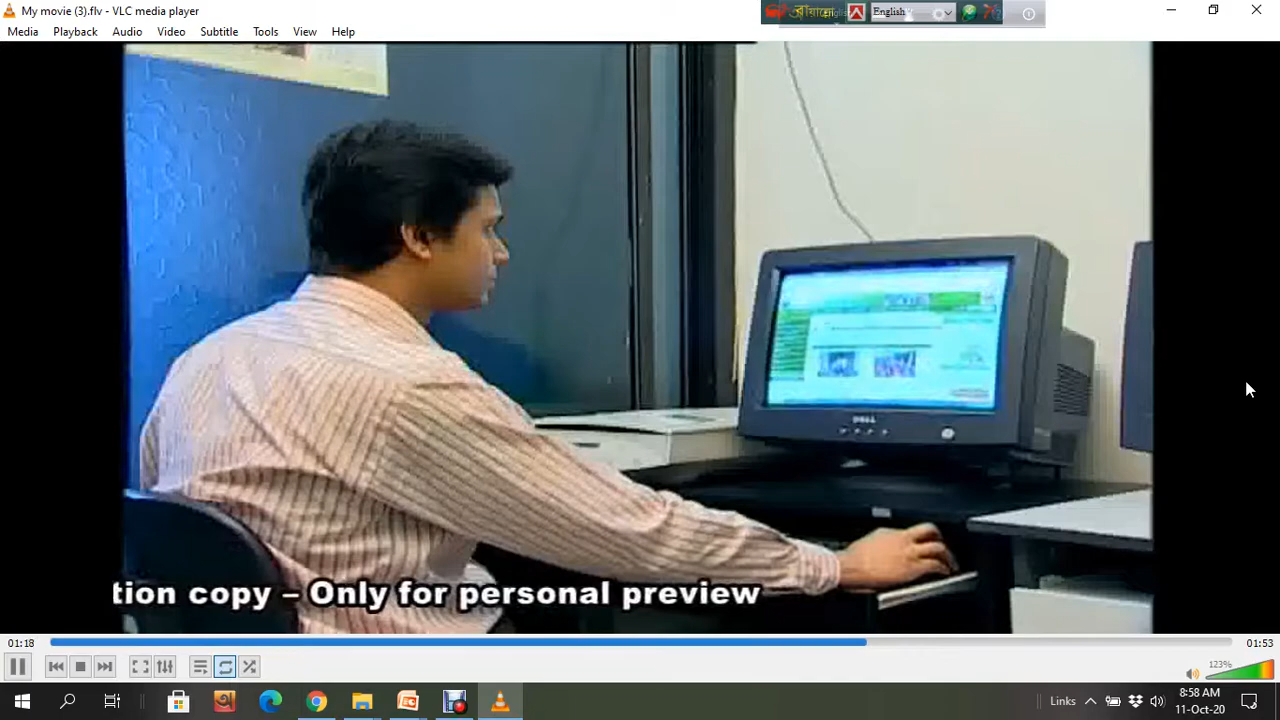 My movie (3).flv - VLC media player
English
Media Playback Audio Video Subtitle Tools View Help
DELL
tion copy – Only for personal preview
01:18
01:53
123%
Links
8:58 AM
11-Oct-20